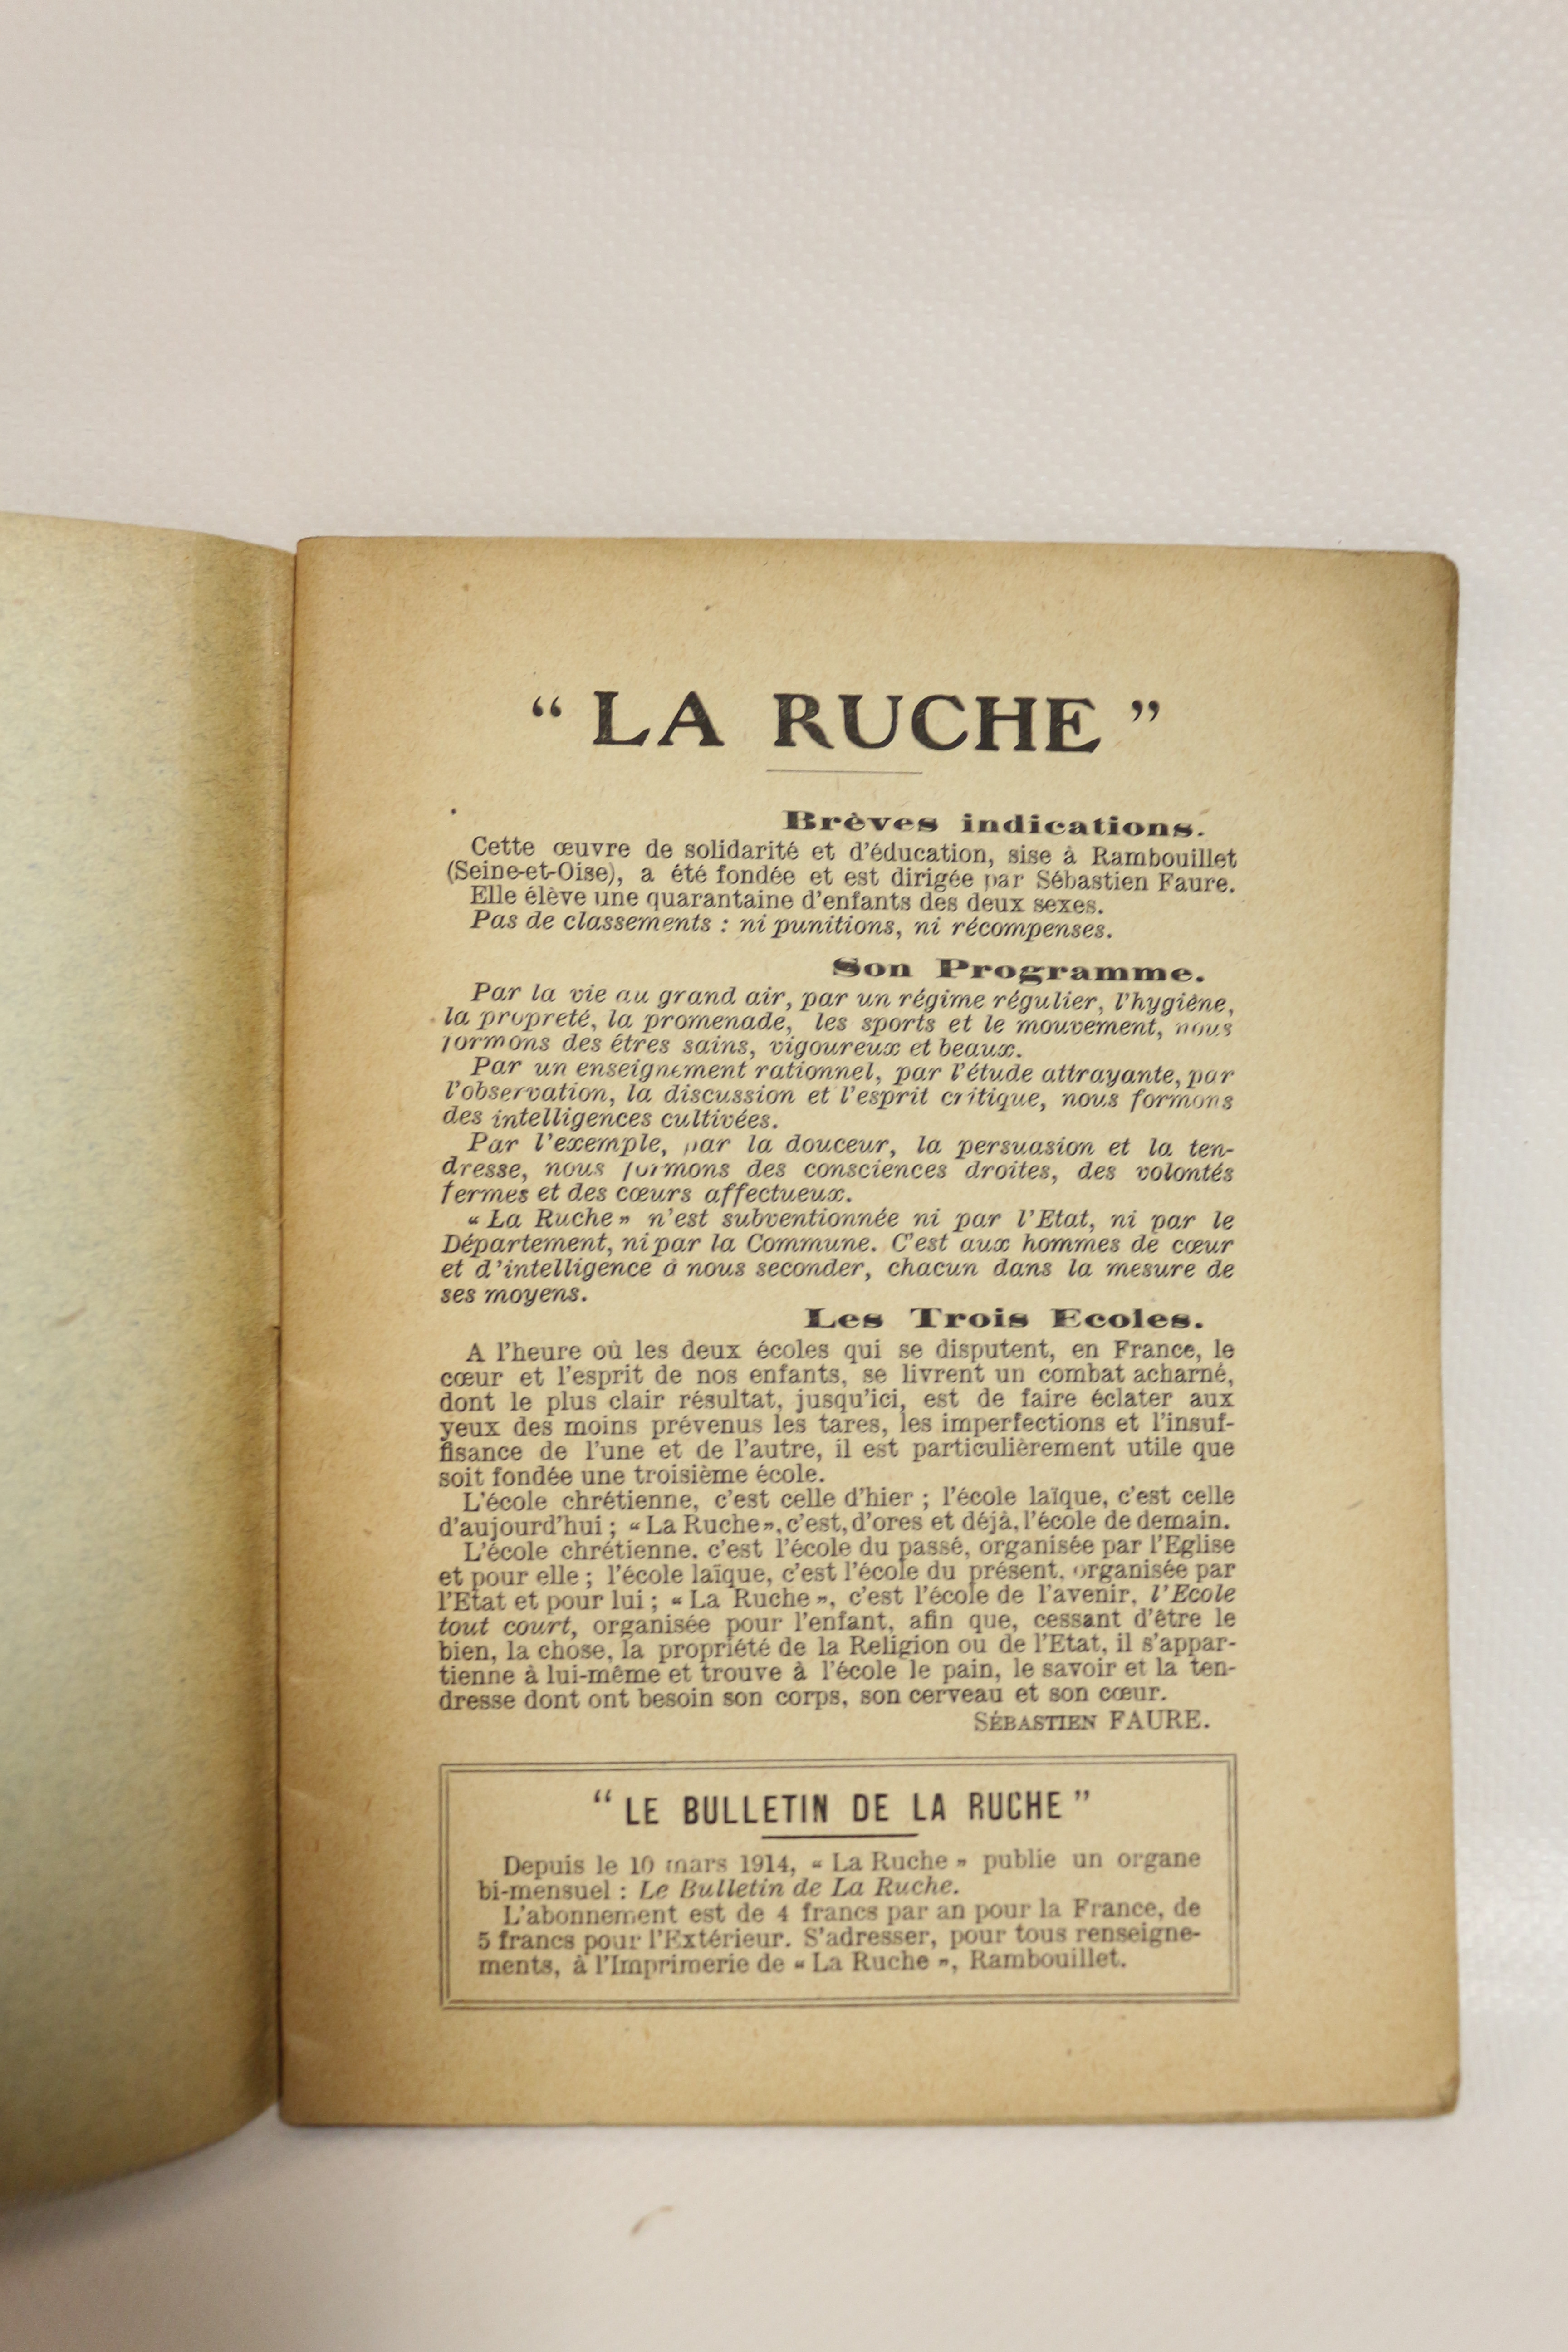 “ LA RUCHE ”
Brèves indications.
Cette œuvre de solidarité et d'éducation, sise à Rambouillet
(Seine-et-Oise), a été fondée et est dirigée par Sébastien Faure.
Elle élève une quarantaine d'enfants des deux sexes.
Pas de classements : ni punitions, ni récompenses.
Son Programme.
Par la vie au grand air, par un régime régulier, l'hygiène,
la propreté, la promenade, les sports et le mouvement, nous
formons des êtres sains, vigoureux et beaux.
Par un enseignement rationnel, par l'étude attrayante, par
l'observation, la discussion et l'esprit critique, nous formons
des intelligences cultivées.
Par l'exemple, par la douceur, la persuasion et la ten-
dresse, nous formons des consciences droites, des volontés
fermes et des cœurs affectueux.
« La Ruche » n'est subventionnée ni par l'Etat, ni par le
Département, ni par la Commune. C'est aux hommes de cœur
et d'intelligence à nous seconder, chacun dans la mesure de
ses moyens.
Les Trois Ecoles.
A l'heure où les deux écoles qui se disputent, en France, le
cœur et l'esprit de nos enfants, se livrent un combat acharné,
dont le plus clair résultat, jusqu'ici, est de faire éclater aux
yeux des moins prévenus les tares, les imperfections et l'insuf-
fisance de l'une et de l'autre, il est particulièrement utile que
soit fondée une troisième école.
L'école chrétienne, c'est celle d'hier ; l'école laïque, c'est celle
d'aujourd'hui ; « La Ruche », c'est, d'ores et déjà, l'école de demain.
L'école chrétienne, c'est l'école du passé, organisée par l'Eglise
et pour elle ; l'école laïque, c'est l'école du présent, organisée par
l'Etat et pour lui ; « La Ruche », c'est l'école de l'avenir, l'Ecole
tout court, organisée pour l'enfant, afin que, cessant d'être le
bien, la chose, la propriété de la Religion ou de l'Etat, il s'appar-
tienne à lui-même et trouve à l'école le pain, le savoir et la ten-
dresse dont ont besoin son corps, son cerveau et son cœur.
SÉBASTIEN FAURE.
“ LE BULLETIN DE LA RUCHE ”
Depuis le 10 mars 1914, « La Ruche » publie un organe
bi-mensuel : Le Bulletin de La Ruche.
L'abonnement est de 4 francs par an pour la France, de
5 francs pour l'Extérieur. S'adresser, pour tous renseigne-
ments, à l'Imprimerie de « La Ruche », Rambouillet.